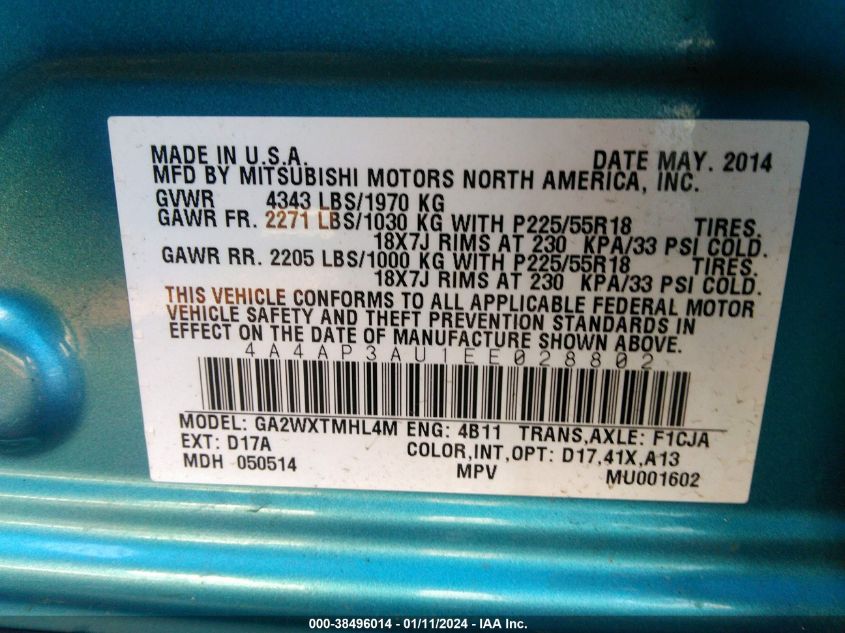 MADE IN U.S.A. DATE MAY. 2014
MFD BY MITSUBISHI MOTORS NORTH AMERICA, INC.
GVWR 4343 LBS/1970 KG
GAWR FR. 2271 LBS/1030 KG WITH P225/55R18 TIRES.
18X7J RIMS AT 230 KPA/33 PSI COLD.
GAWR RR. 2205 LBS/1000 KG WITH P225/55R18 TIRES.
18X7J RIMS AT 230 KPA/33 PSI COLD.
THIS VEHICLE CONFORMS TO ALL APPLICABLE FEDERAL MOTOR
VEHICLE SAFETY AND THEFT PREVENTION STANDARDS IN
EFFECT ON THE DATE OF MANUFACTURE SHOWN ABOVE.
4A4AP3AU1EE028802
MODEL: GA2WXTMHL4M ENG: 4B11 TRANS,AXLE: F1CJA
EXT: D17A COLOR,INT,OPT: D17,41X,A13
MDH 050514 MPV MU001602
000-38496014 - 01/11/2024 - IAA Inc.